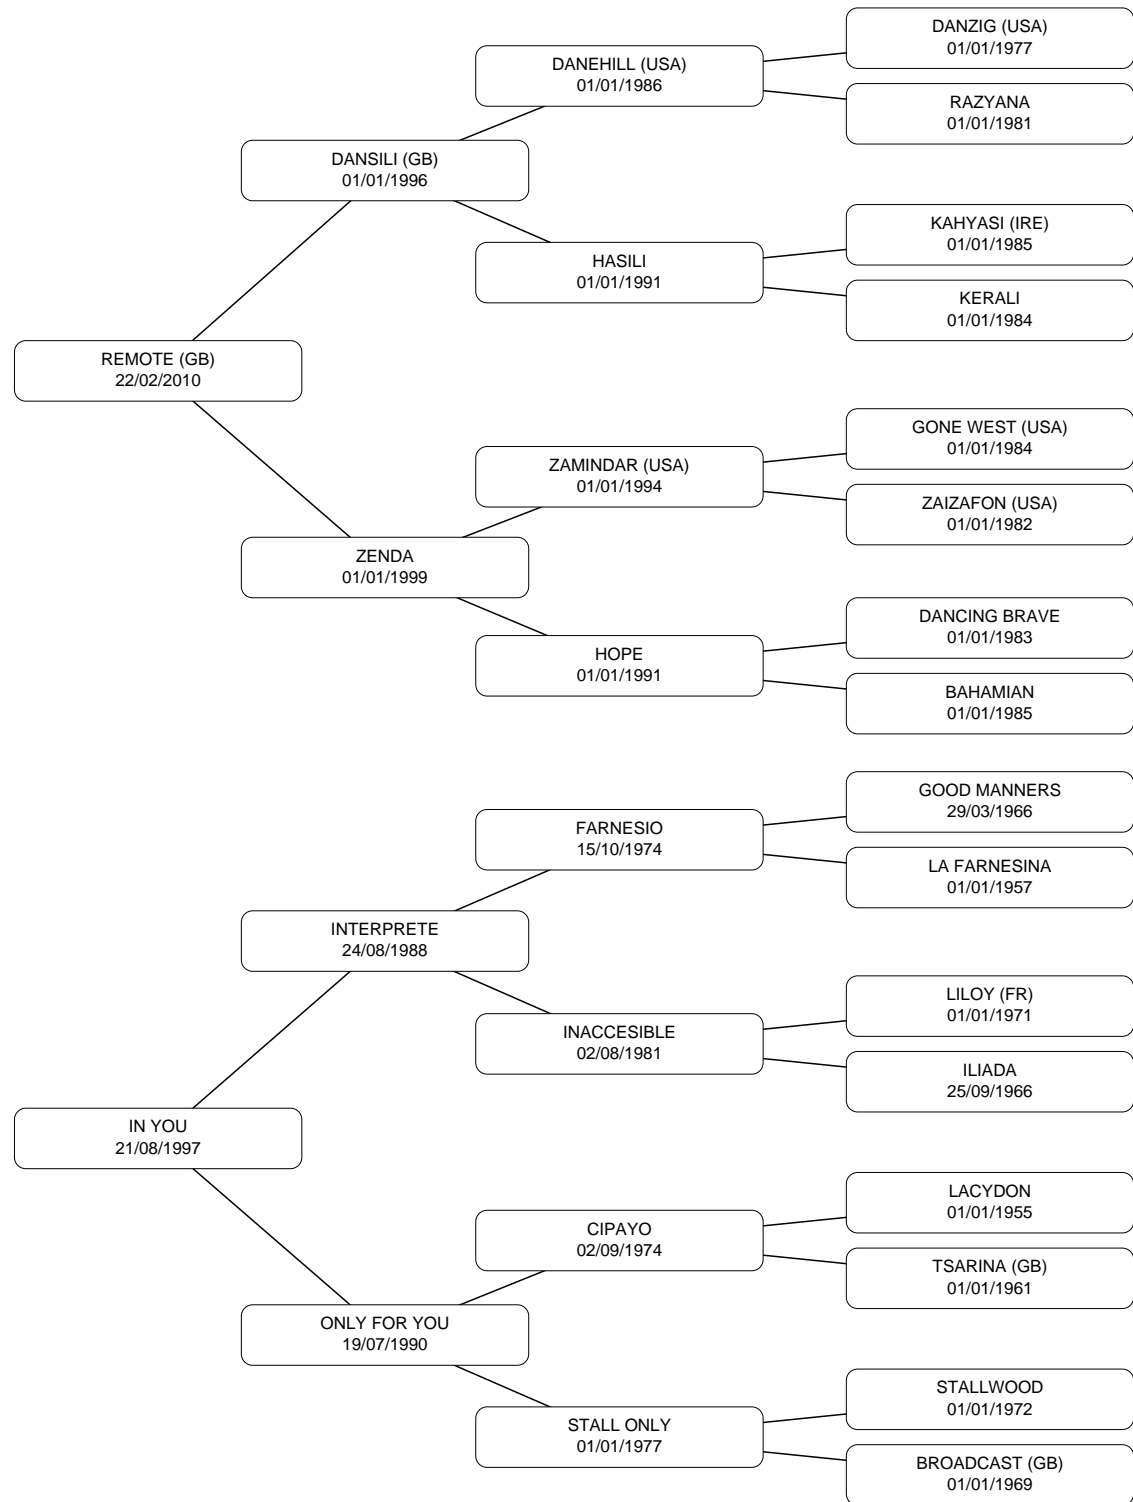 DANZIG (USA)
01/01/1977
DANEHILL (USA)
01/01/1986
RAZYANA
01/01/1981
DANSILI (GB)
01/01/1996
KAHYASI (IRE)
01/01/1985
HASILI
01/01/1991
KERALI
01/01/1984
REMOTE (GB)
22/02/2010
GONE WEST (USA)
01/01/1984
ZAMINDAR (USA)
01/01/1994
ZAIZAFON (USA)
01/01/1982
ZENDA
01/01/1999
DANCING BRAVE
01/01/1983
HOPE
01/01/1991
BAHAMIAN
01/01/1985
GOOD MANNERS
29/03/1966
FARNESIO
15/10/1974
LA FARNESINA
01/01/1957
INTERPRETE
24/08/1988
LILOY (FR)
01/01/1971
INACCESIBLE
02/08/1981
ILIADA
25/09/1966
IN YOU
21/08/1997
LACYDON
01/01/1955
CIPAYO
02/09/1974
TSARINA (GB)
01/01/1961
ONLY FOR YOU
19/07/1990
STALLWOOD
01/01/1972
STALL ONLY
01/01/1977
BROADCAST (GB)
01/01/1969